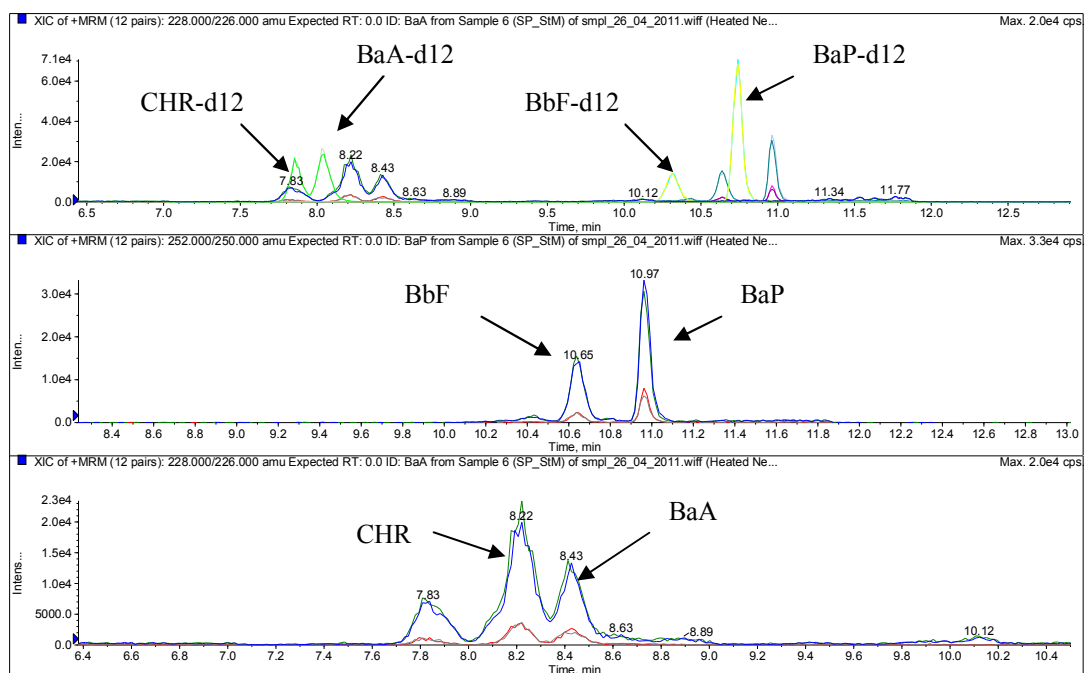 XIC of +MRM (12 pairs): 228.000/226.000 amu Expected RT: 0.0 ID: BaA from Sample 6 (SP_StM) of smpl_26_04_2011.wiff (Heated Ne... Max. 2.0e4 cps.
7.1e4
6.0e4
4.0e4
2.0e4
0.0
Inten...
CHR-d12
BaA-d12
BbF-d12
BaP-d12
7.83
8.22
8.43
8.63
8.89
10.12
11.34
11.77
6.5 7.0 7.5 8.0 8.5 9.0 9.5 10.0 10.5 11.0 11.5 12.0 12.5
Time, min
XIC of +MRM (12 pairs): 252.000/250.000 amu Expected RT: 0.0 ID: BaP from Sample 6 (SP_StM) of smpl_26_04_2011.wiff (Heated Ne... Max. 3.3e4 cps.
3.0e4
2.0e4
1.0e4
0.0
Inten...
BbF
BaP
10.65
10.97
8.4 8.6 8.8 9.0 9.2 9.4 9.6 9.8 10.0 10.2 10.4 10.6 10.8 11.0 11.2 11.4 11.6 11.8 12.0 12.2 12.4 12.6 12.8 13.0
Time, min
XIC of +MRM (12 pairs): 228.000/226.000 amu Expected RT: 0.0 ID: BaA from Sample 6 (SP_StM) of smpl_26_04_2011.wiff (Heated Ne... Max. 2.0e4 cps.
2.3e4
2.0e4
1.5e4
1.0e4
5000.0
0.0
Intens...
CHR
BaA
7.83
8.22
8.43
8.63
8.89
10.12
6.4 6.6 6.8 7.0 7.2 7.4 7.6 7.8 8.0 8.2 8.4 8.6 8.8 9.0 9.2 9.4 9.6 9.8 10.0 10.2 10.4
Time, min